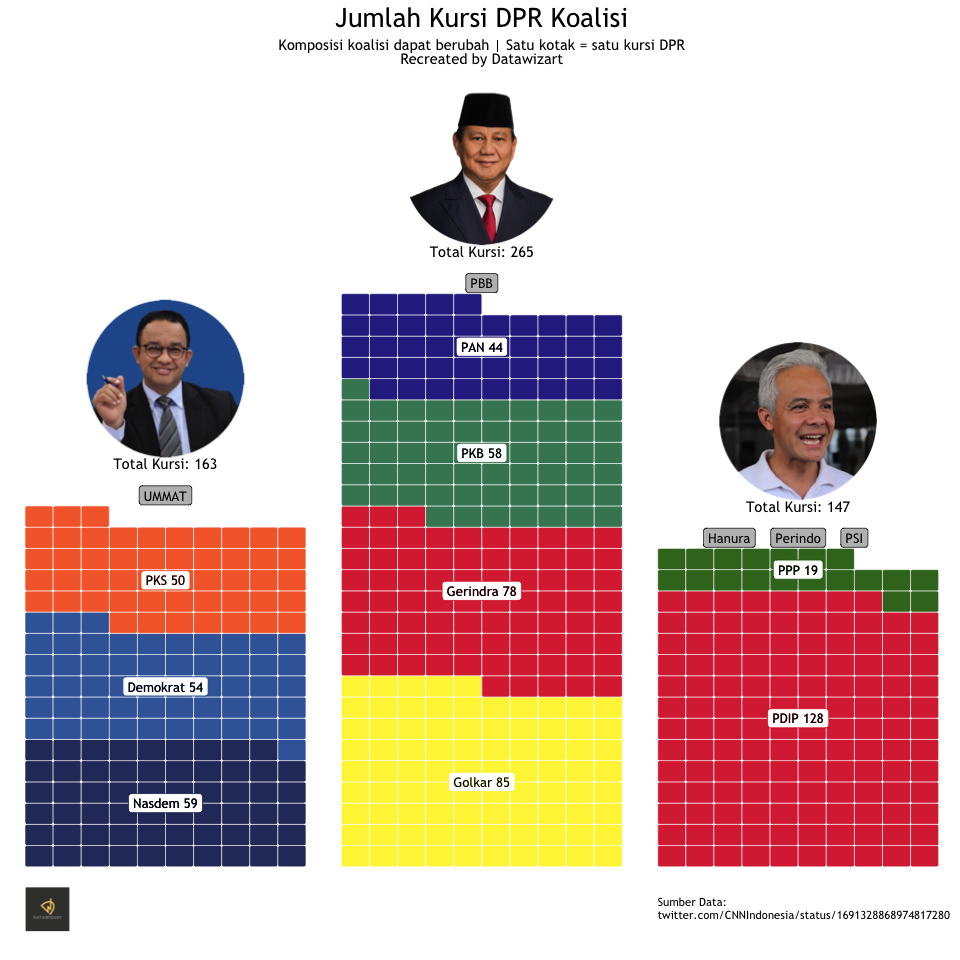 Jumlah Kursi DPR Koalisi
Komposisi koalisi dapat berubah | Satu kotak = satu kursi DPR
Recreated by Datawizart
Total Kursi: 265
PBB
PAN 44
PKB 58
Gerindra 78
Golkar 85
Total Kursi: 163
UMMAT
PKS 50
Demokrat 54
Nasdem 59
Total Kursi: 147
Hanura Perindo PSI
PPP 19
PDIP 128
DATAWIZART
Sumber Data:
twitter.com/CNNIndonesia/status/1691328868974817280